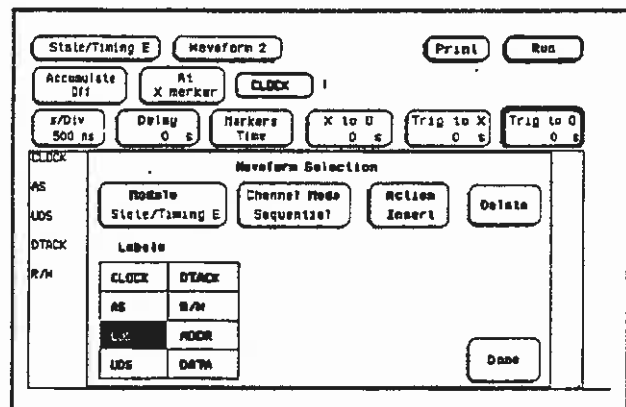 State/Timing E Waveform 2 Print Run
Accumulate Off At X marker CLOCK
s/Div 500 ns Delay 0 s Markers Time X to O 0 s Trig to X 0 s Trig to O 0 s
CLOCK
Waveform Selection
AS
Module State/Timing E Channel Mode Sequential Action Insert Delete
UDS
DTACK
Labels
R/W
CLOCK DTACK
AS R/W
ADDR
UDS DATA
Done